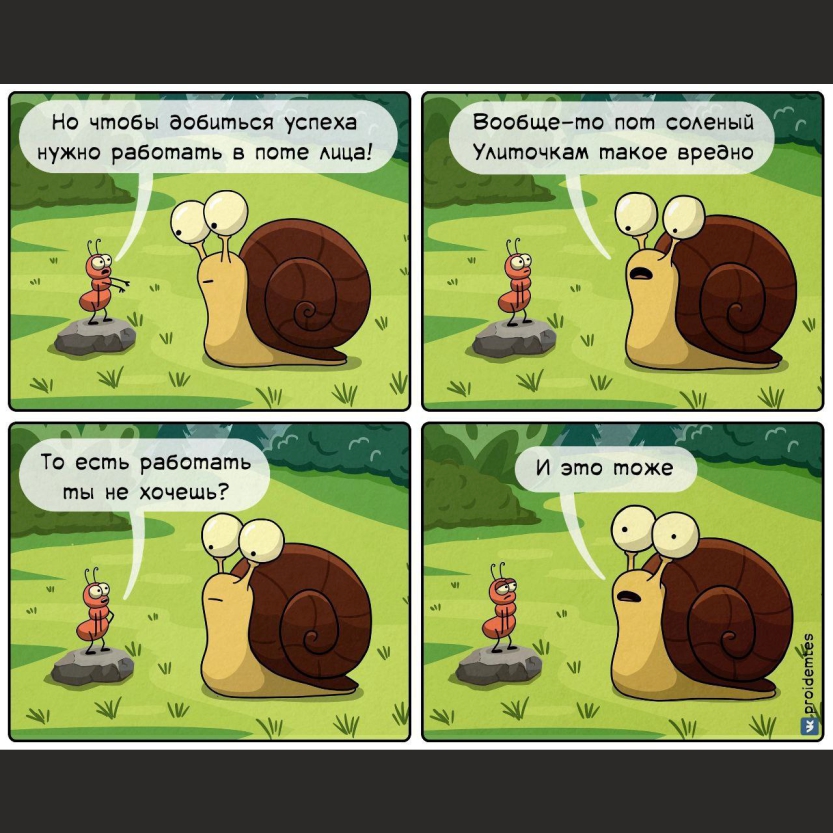 Но чтобы добиться успеха
нужно работать в поте лица!
Вообще-то пот соленый
Улиточкам такое вредно
То есть работать
ты не хочешь?
И это тоже
proidemtes